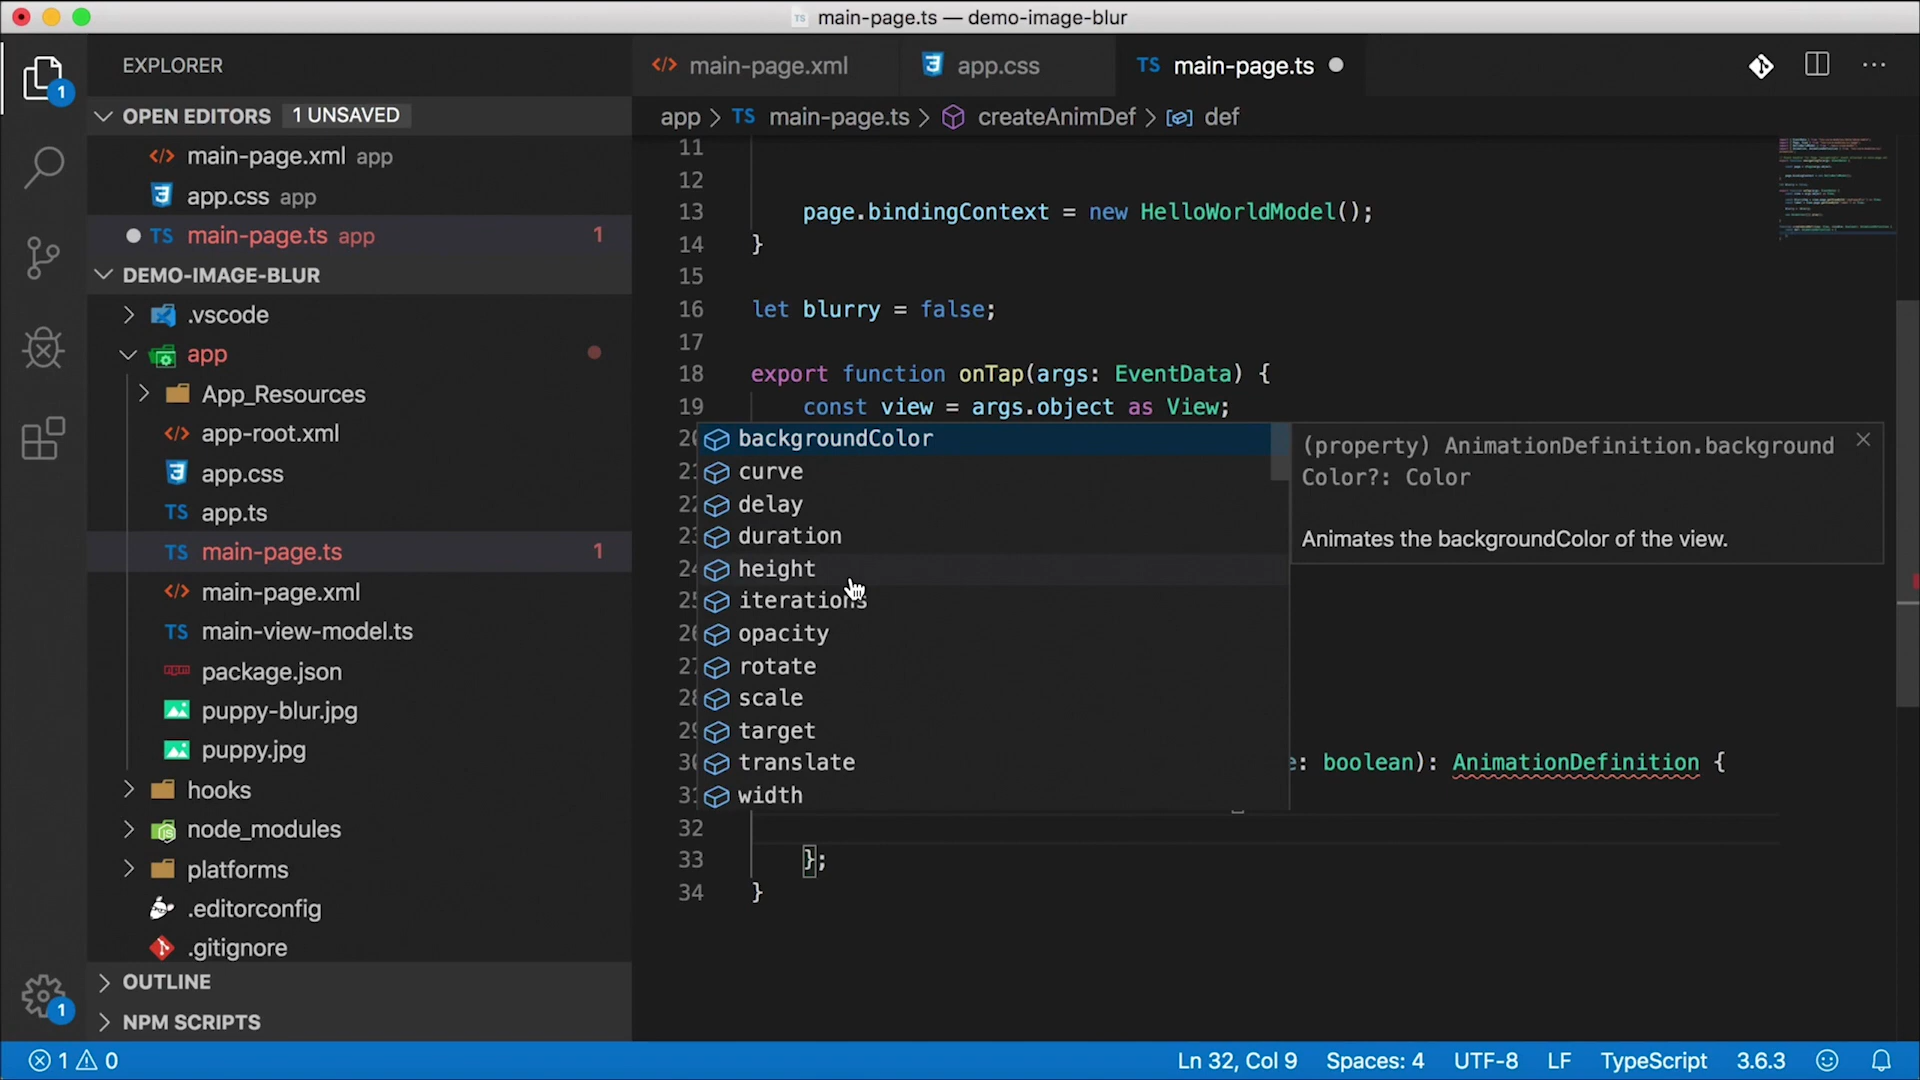 TS main-page.ts — demo-image-blur
EXPLORER
OPEN EDITORS 1 UNSAVED
main-page.xml app
app.css app
TS main-page.ts app 1
DEMO-IMAGE-BLUR
.vscode
app
App_Resources
app-root.xml
app.css
TS app.ts
TS main-page.ts 1
main-page.xml
TS main-view-model.ts
package.json
puppy-blur.jpg
puppy.jpg
hooks
node_modules
platforms
.editorconfig
.gitignore
OUTLINE
NPM SCRIPTS
1
1
main-page.xml
app.css
TS main-page.ts
app > TS main-page.ts > createAnimDef > def
11
12
13 page.bindingContext = new HelloWorldModel();
14 }
15
16 let blurry = false;
17
18 export function onTap(args: EventData) {
19 const view = args.object as View;
backgroundColor
curve
delay
duration
height
iterations
opacity
rotate
scale
target
translate
width
(property) AnimationDefinition.background
Color?: Color
Animates the backgroundColor of the view.
: boolean): AnimationDefinition {
32
33 };
34 }
1 0
Ln 32, Col 9 Spaces: 4 UTF-8 LF TypeScript 3.6.3